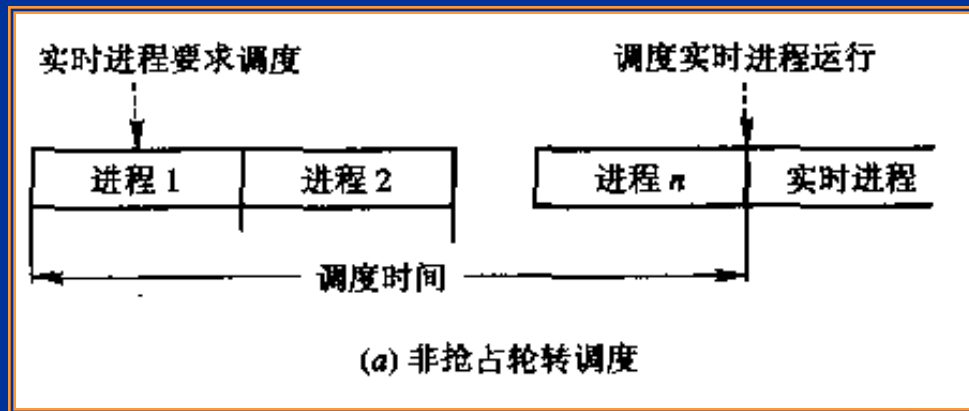 实时进程要求调度
调度实时进程运行
进程 1
进程 2
进程 n
实时进程
调度时间
(a) 非抢占轮转调度